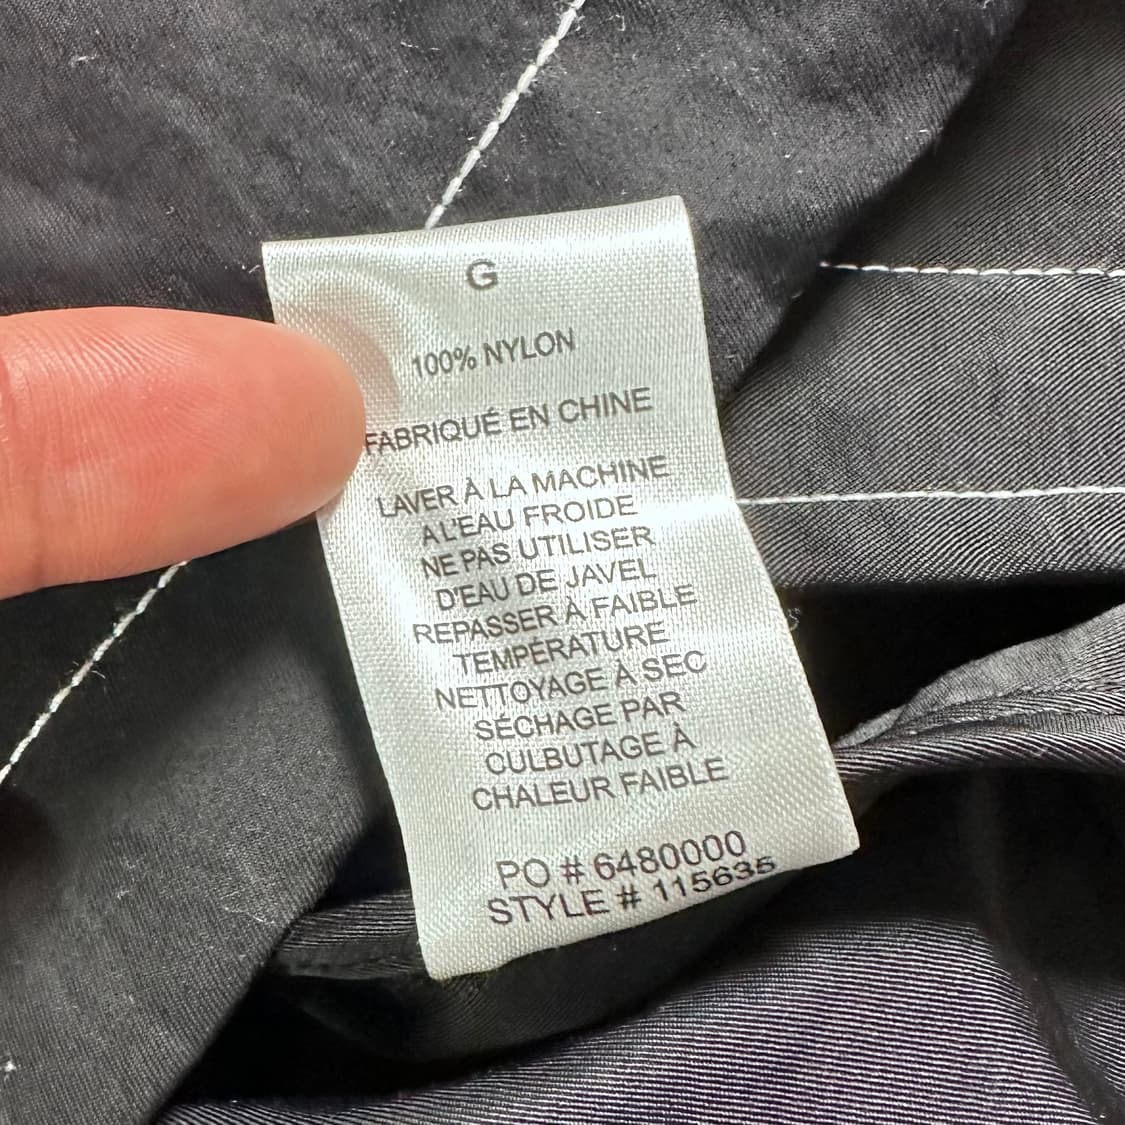 G
100% NYLON
FABRIQUÉ EN CHINE
LAVER À LA MACHINE
A L'EAU FROIDE
NE PAS UTILISER
D'EAU DE JAVEL
REPASSER À FAIBLE
TEMPÉRATURE
NETTOYAGE À SEC
SÉCHAGE PAR
CULBUTAGE À
CHALEUR FAIBLE
PO # 6480000
STYLE # 115635